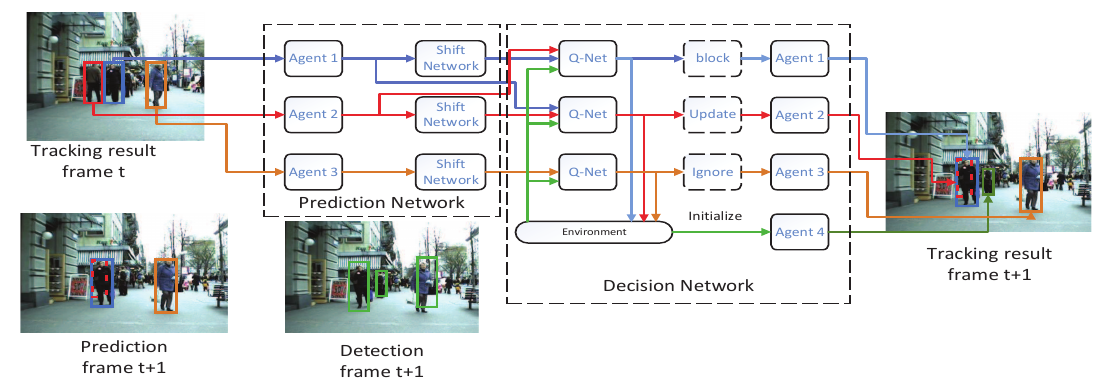 Agent 1
Shift
Network
Q-Net
block
Agent 1
Agent 2
Shift
Network
Q-Net
Update
Agent 2
Tracking result
frame t
Agent 3
Shift
Network
Q-Net
Ignore
Agent 3
Prediction Network
Initialize
Environment
Agent 4
Tracking result
frame t+1
Decision Network
Prediction
frame t+1
Detection
frame t+1